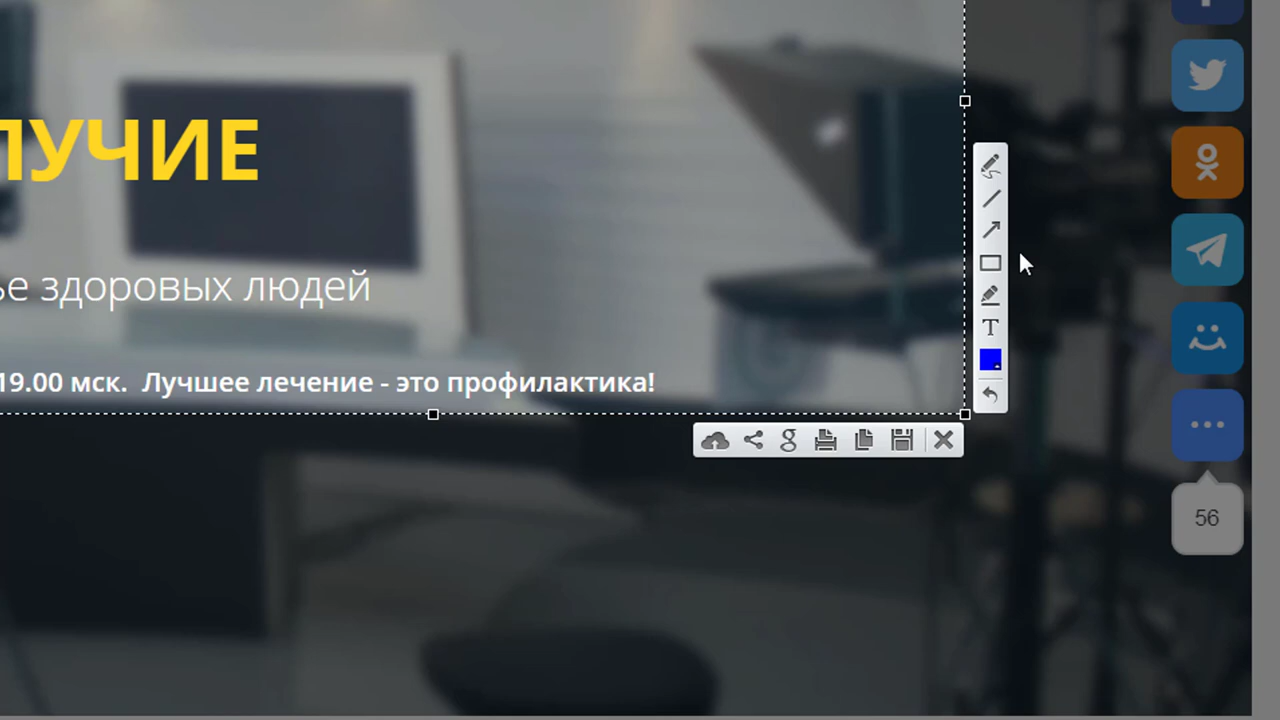 ЛУЧИЕ
ье здоровых людей
19.00 мск. Лучшее лечение - это профилактика!
T
g
56